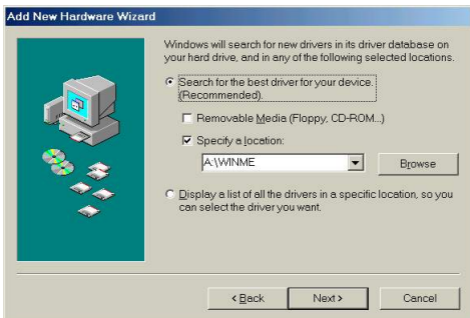 Add New Hardware Wizard
Windows will search for new drivers in its driver database on
your hard drive, and in any of the following selected locations.
Search for the best driver for your device.
(Recommended).
Removable Media (Floppy, CD-ROM...)
Specify a location:
A:\WINME
Browse
Display a list of all the drivers in a specific location, so you
can select the driver you want.
< Back
Next >
Cancel